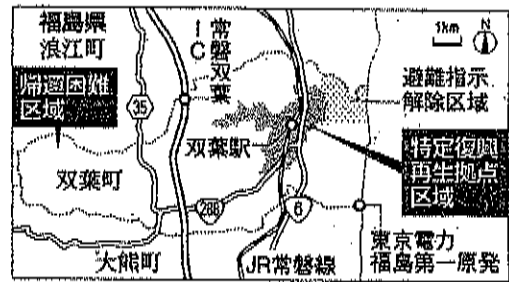 福島県
浪江町
常磐双葉
IC
1km
N
帰還困難
区域
35
避難指示
解除区域
双葉駅
特定復興
再生拠点
区域
双葉町
288
6
大熊町
JR常磐線
東京電力
福島第一原発